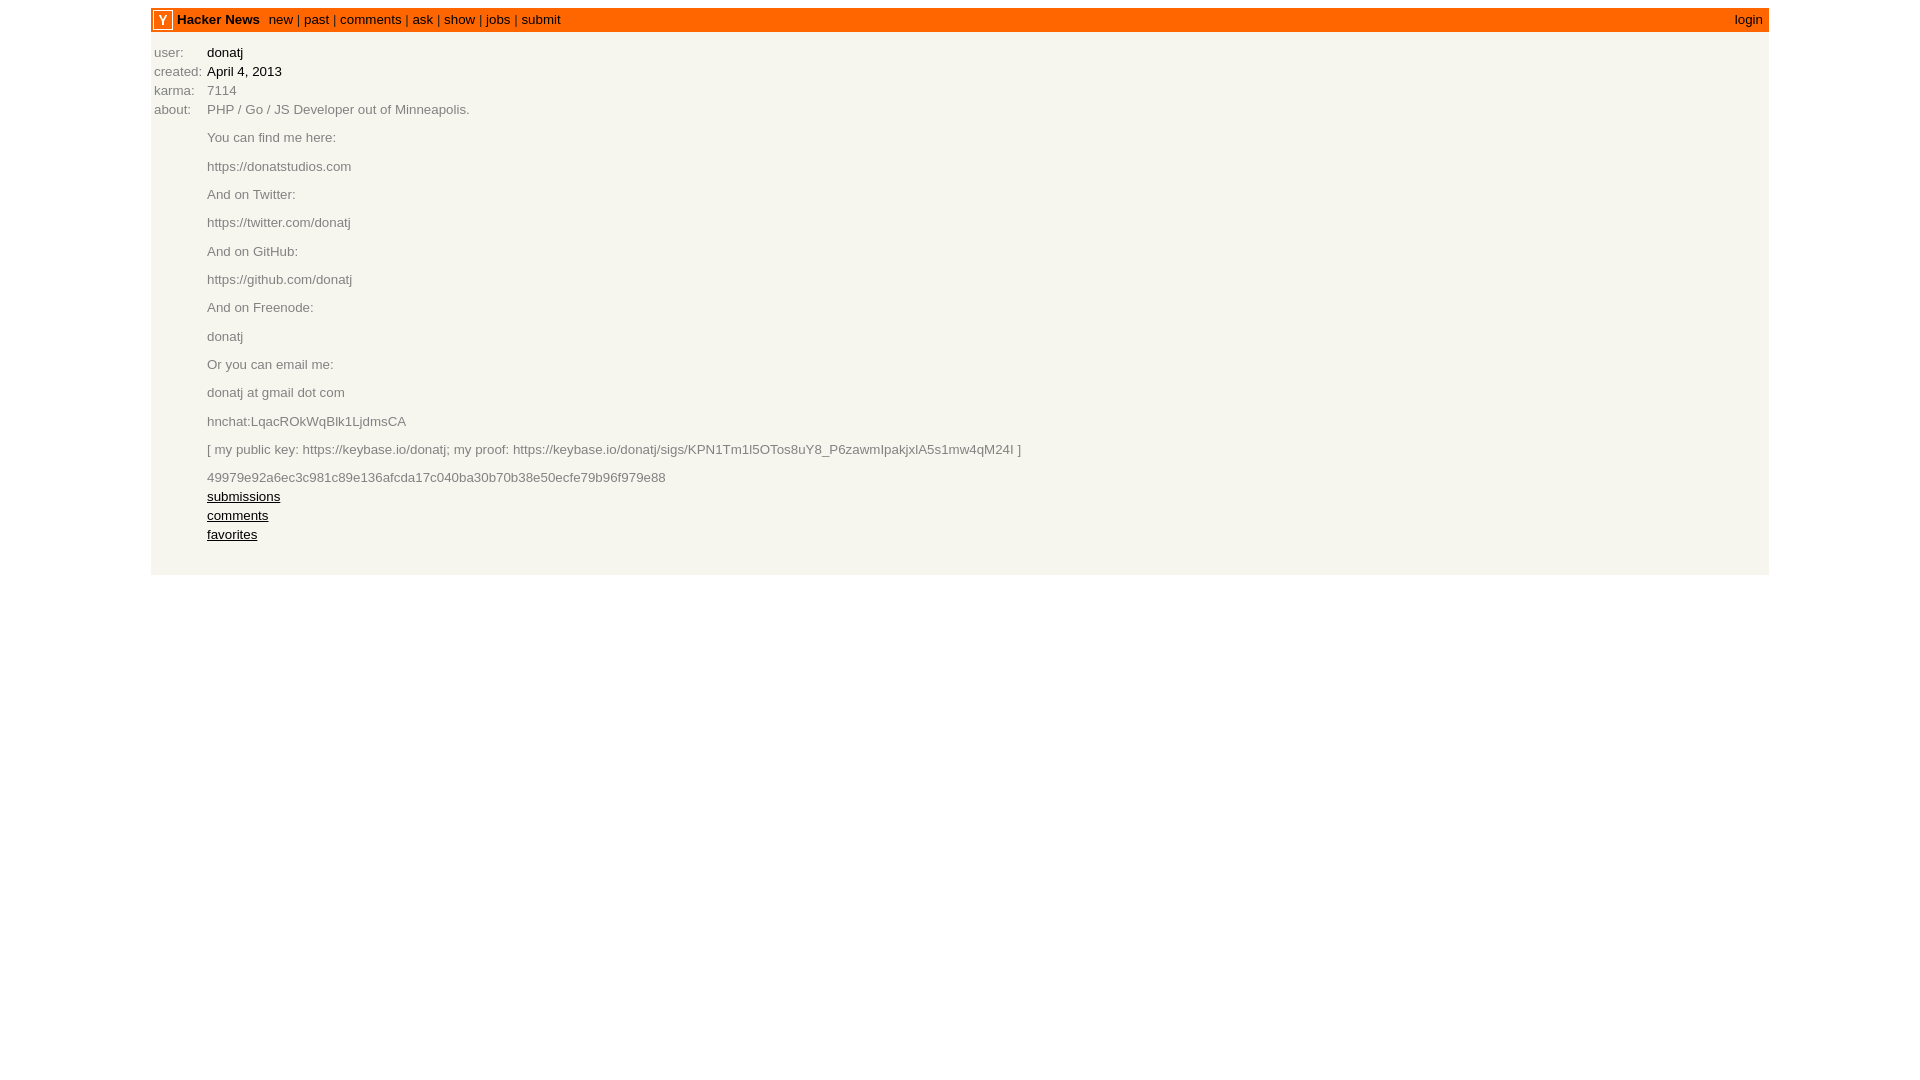 Y Hacker News new | past | comments | ask | show | jobs | submit login
user: donatj
created: April 4, 2013
karma: 7114
about: PHP / Go / JS Developer out of Minneapolis.
You can find me here:
https://donatstudios.com
And on Twitter:
https://twitter.com/donatj
And on GitHub:
https://github.com/donatj
And on Freenode:
donatj
Or you can email me:
donatj at gmail dot com
hnchat:LqacROkWqBlk1LjdmsCA
[ my public key: https://keybase.io/donatj; my proof: https://keybase.io/donatj/sigs/KPN1Tm1l5OTos8uY8_P6zawmIpakjxlA5s1mw4qM24I ]
49979e92a6ec3c981c89e136afcda17c040ba30b70b38e50ecfe79b96f979e88
submissions
comments
favorites